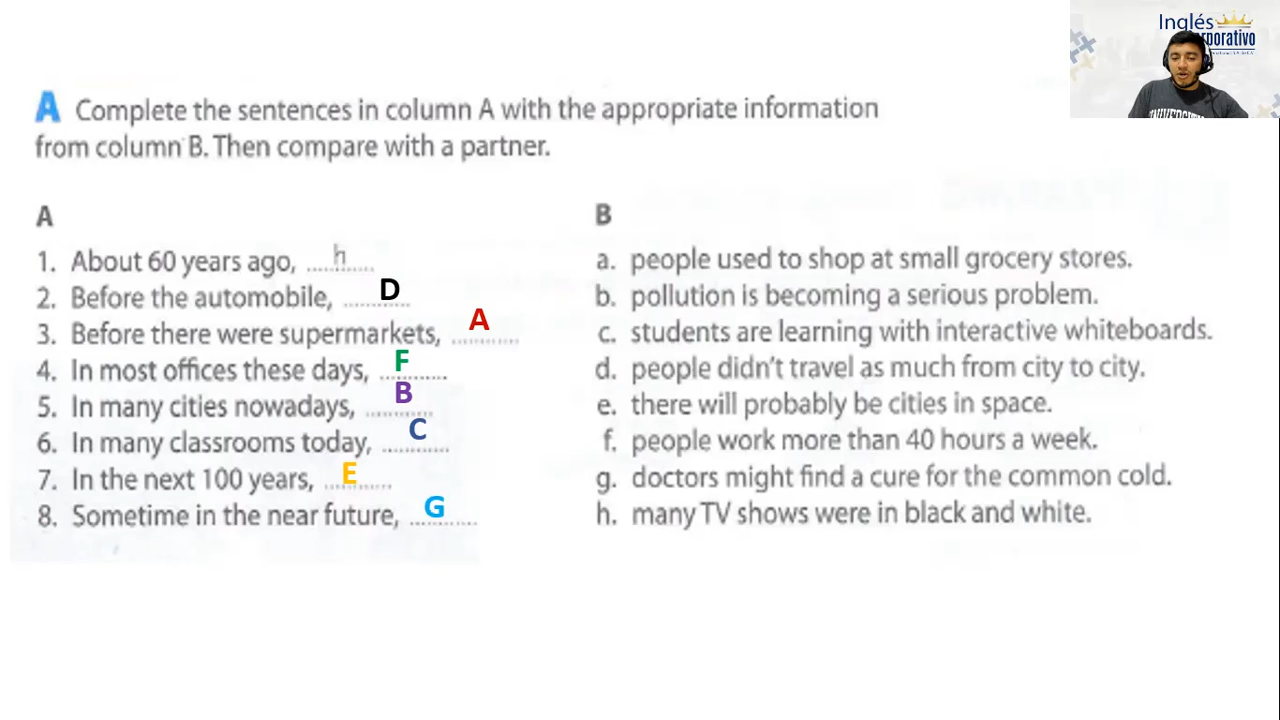 Inglés
Corporativo
A Complete the sentences in column A with the appropriate information
from column B. Then compare with a partner.
A
1. About 60 years ago, ....h....
2. Before the automobile, D
3. Before there were supermarkets, A
4. In most offices these days, F
5. In many cities nowadays, B
6. In many classrooms today, C
7. In the next 100 years, E
8. Sometime in the near future, G
B
a. people used to shop at small grocery stores.
b. pollution is becoming a serious problem.
c. students are learning with interactive whiteboards.
d. people didn't travel as much from city to city.
e. there will probably be cities in space.
f. people work more than 40 hours a week.
g. doctors might find a cure for the common cold.
h. many TV shows were in black and white.